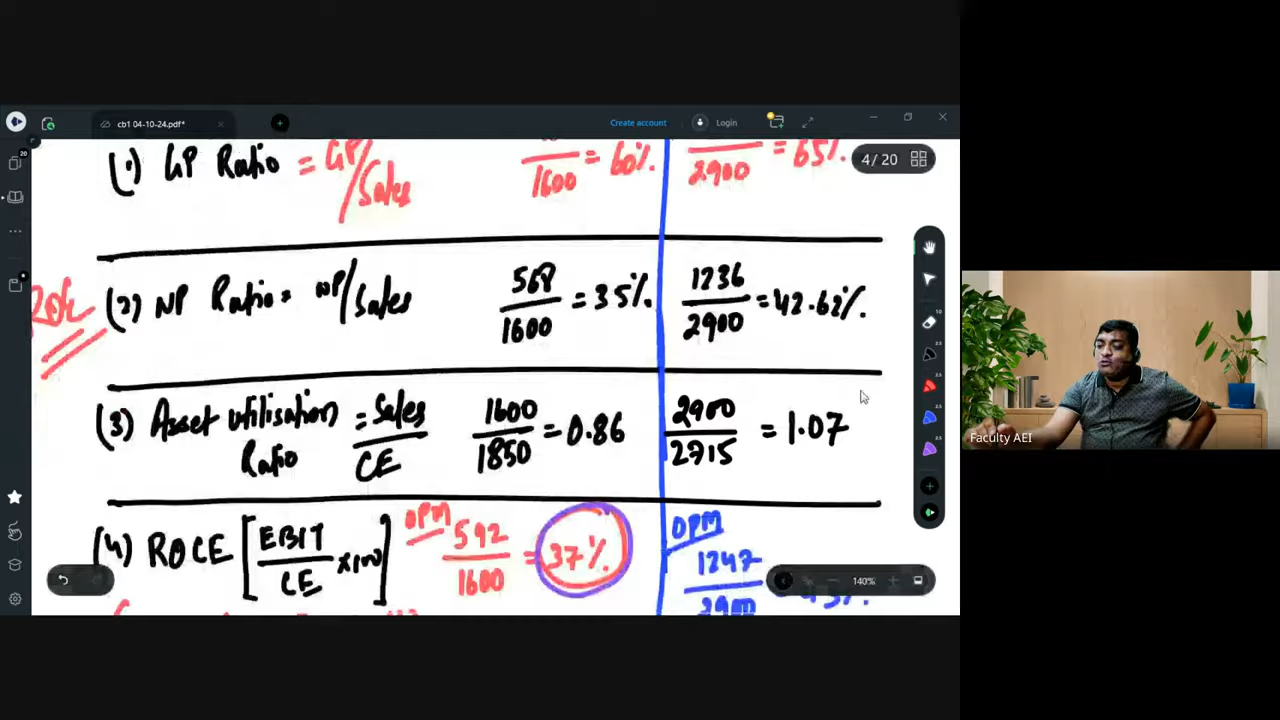 cb1 04-10-24.pdf*
Create account
Login
4/20
(1) GP Ratio = GP/Sales
1600 = 60%
2900 = 65%
20k
(2) NP Ratio = NP/Sales
568/1600 = 35%
1236/2900 = 42.62%
(3) Asset Utilisation Ratio = Sales/CE
1600/1850 = 0.86
2900/2715 = 1.07
(4) ROCE [EBIT/CE ×100]
OPM 592/1600 = 37%
OPM 1247/2900
140%
Faculty AEI